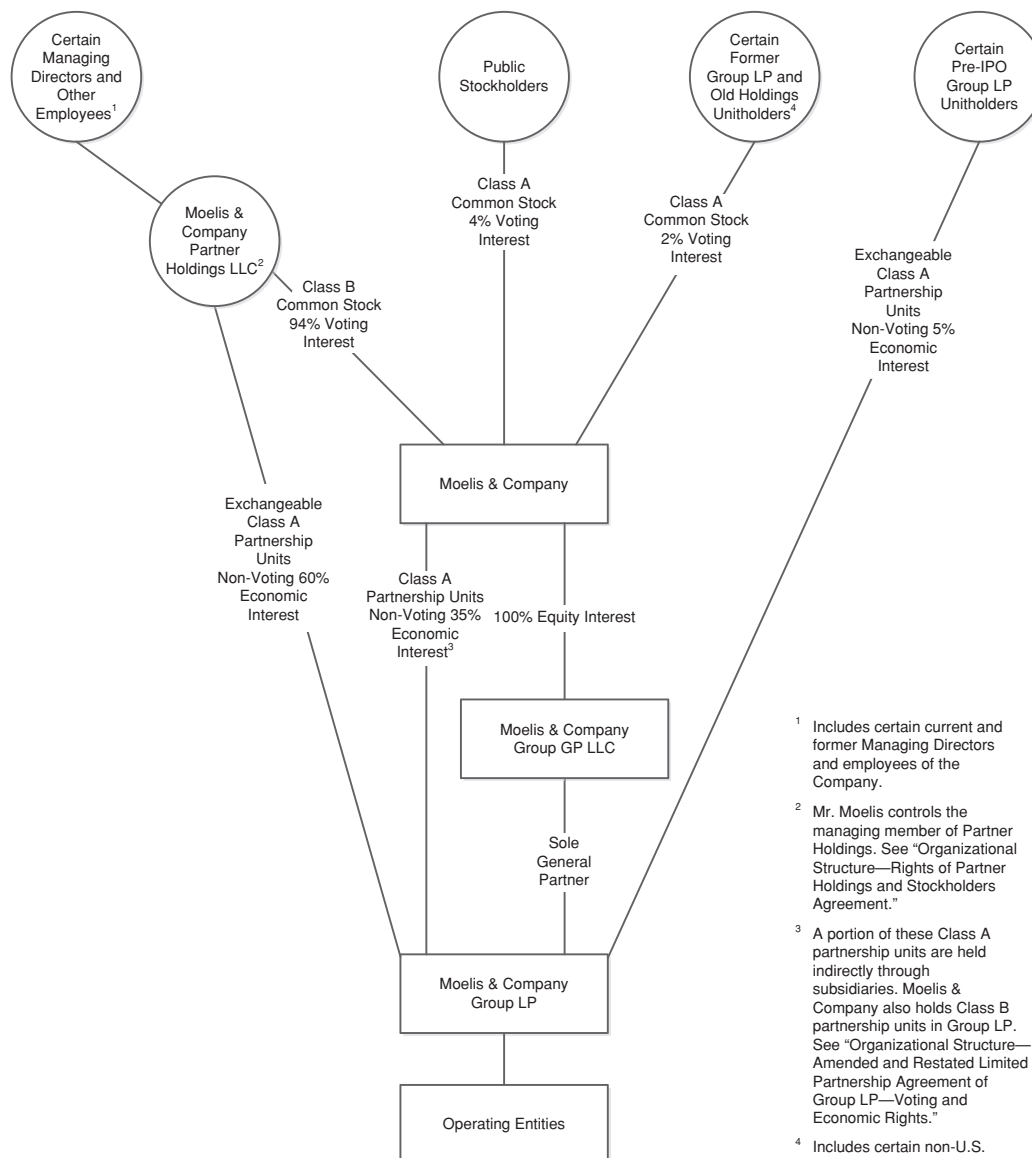 Certain
Managing
Directors and
Other
Employees1
Public
Stockholders
Certain
Former
Group LP and
Old Holdings
Unitholders4
Certain
Pre-IPO
Group LP
Unitholders
Moelis &
Company
Partner
Holdings LLC2
Class A
Common Stock
4% Voting
Interest
Class A
Common Stock
2% Voting
Interest
Class B
Common Stock
94% Voting
Interest
Exchangeable
Class A
Partnership
Units
Non-Voting 5%
Economic
Interest
Moelis & Company
Exchangeable
Class A
Partnership
Units
Non-Voting 60%
Economic
Interest
Class A
Partnership Units
Non-Voting 35%
Economic
Interest3
100% Equity Interest
Moelis & Company
Group GP LLC
Sole
General
Partner
Moelis & Company
Group LP
Operating Entities
1 Includes certain current and
former Managing Directors
and employees of the
Company.
2 Mr. Moelis controls the
managing member of Partner
Holdings. See “Organizational
Structure—Rights of Partner
Holdings and Stockholders
Agreement.”
3 A portion of these Class A
partnership units are held
indirectly through
subsidiaries. Moelis &
Company also holds Class B
partnership units in Group LP.
See “Organizational Structure—
Amended and Restated Limited
Partnership Agreement of
Group LP—Voting and
Economic Rights.”
4 Includes certain non-U.S.